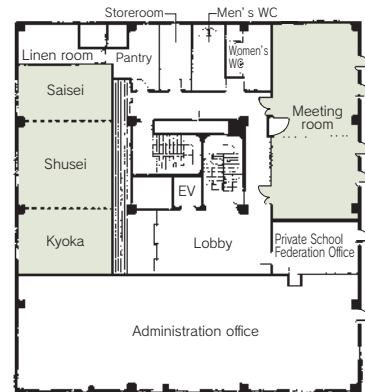 Storeroom
Men's WC
Linen room
Pantry
Women's
WC
Saisei
Meeting
room
Shusei
EV
Kyoka
Lobby
Private School
Federation Office
Administration office